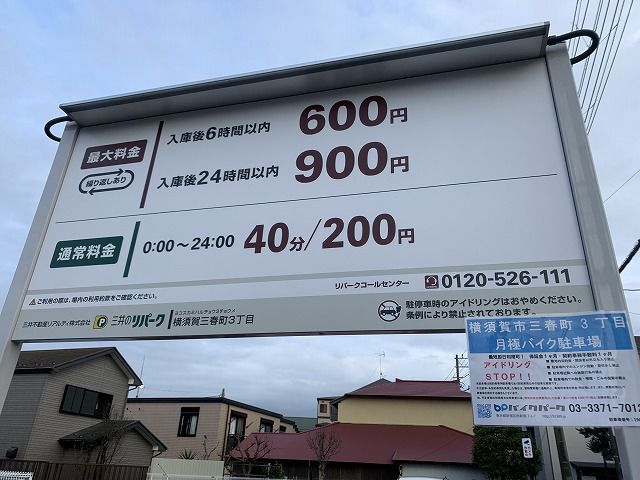 最大料金
繰り返しあり
入庫後6時間以内 600円
入庫後24時間以内 900円
通常料金
0:00～24:00 40分/200円
リパークコールセンター 0120-526-111
ご利用の際は、場内の利用約款をご確認ください。
駐停車時のアイドリングはおやめください。
条例により禁止されております。
三井不動産リアルティ株式会社 P 三井のリパーク
ヨコスカミハルチョウ3チョウメ
横須賀三春町3丁目
横須賀市三春町3丁目
月極バイク駐車場
アイドリング
STOP!!
バイクパーク 03-3371-7012